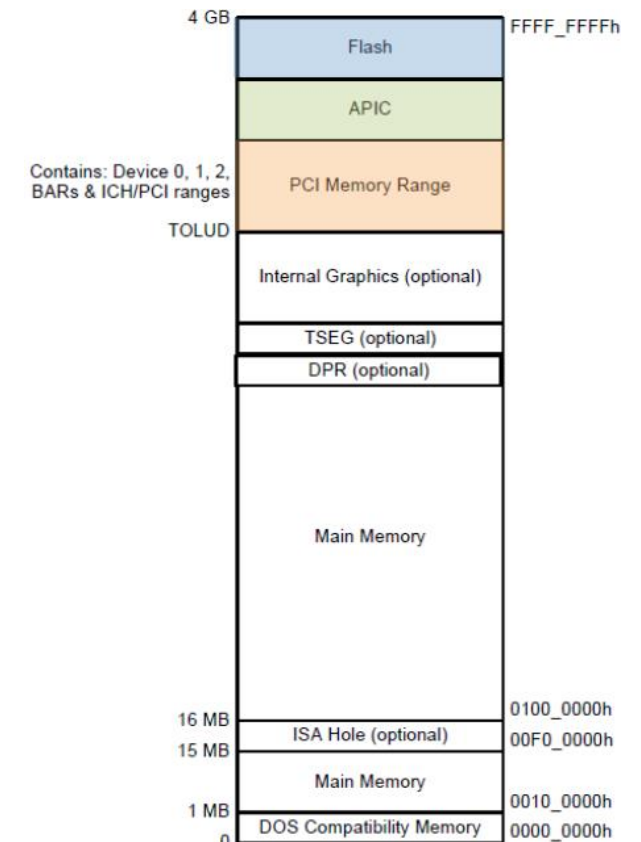 4 GB
FFFF_FFFFh
Flash
APIC
Contains: Device 0, 1, 2,
BARs & ICH/PCI ranges
PCI Memory Range
TOLUD
Internal Graphics (optional)
TSEG (optional)
DPR (optional)
Main Memory
16 MB
0100_0000h
ISA Hole (optional)
15 MB
00F0_0000h
Main Memory
1 MB
0010_0000h
DOS Compatibility Memory
0
0000_0000h